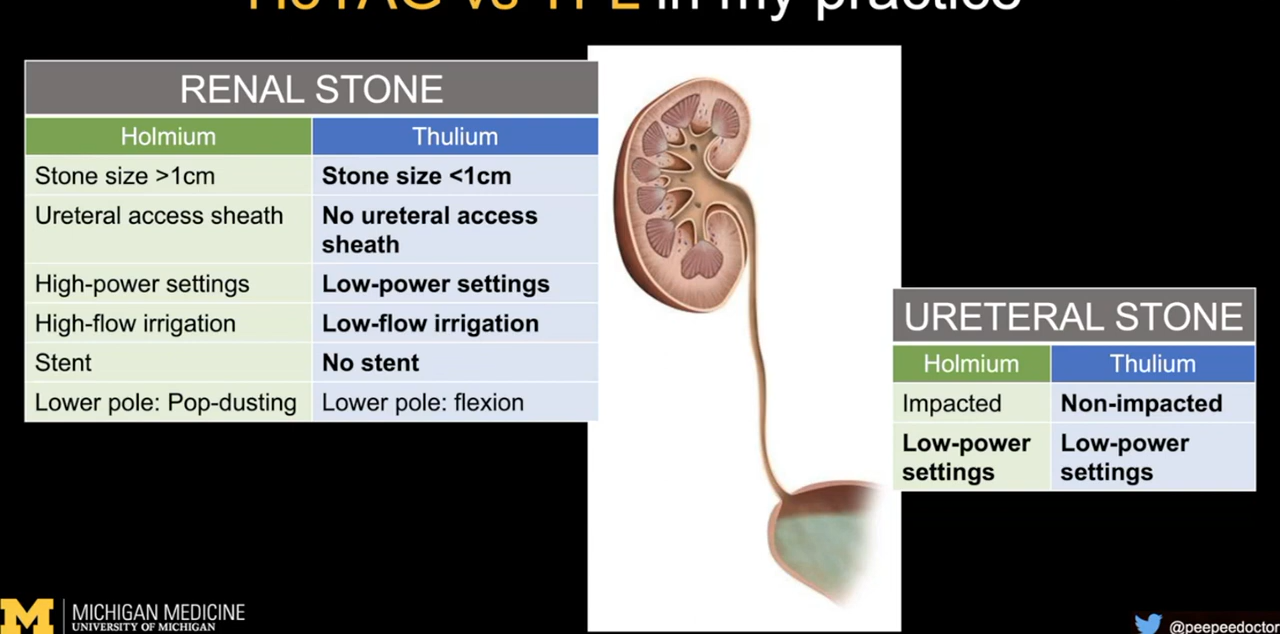 in my practice
RENAL STONE
Holmium Thulium
Stone size >1cm Stone size <1cm
Ureteral access sheath No ureteral access
sheath
High-power settings Low-power settings
High-flow irrigation Low-flow irrigation
Stent No stent
Lower pole: Pop-dusting Lower pole: flexion
URETERAL STONE
Holmium Thulium
Impacted Non-impacted
Low-power Low-power
settings settings
M MICHIGAN MEDICINE
UNIVERSITY OF MICHIGAN
@peepeedoctor